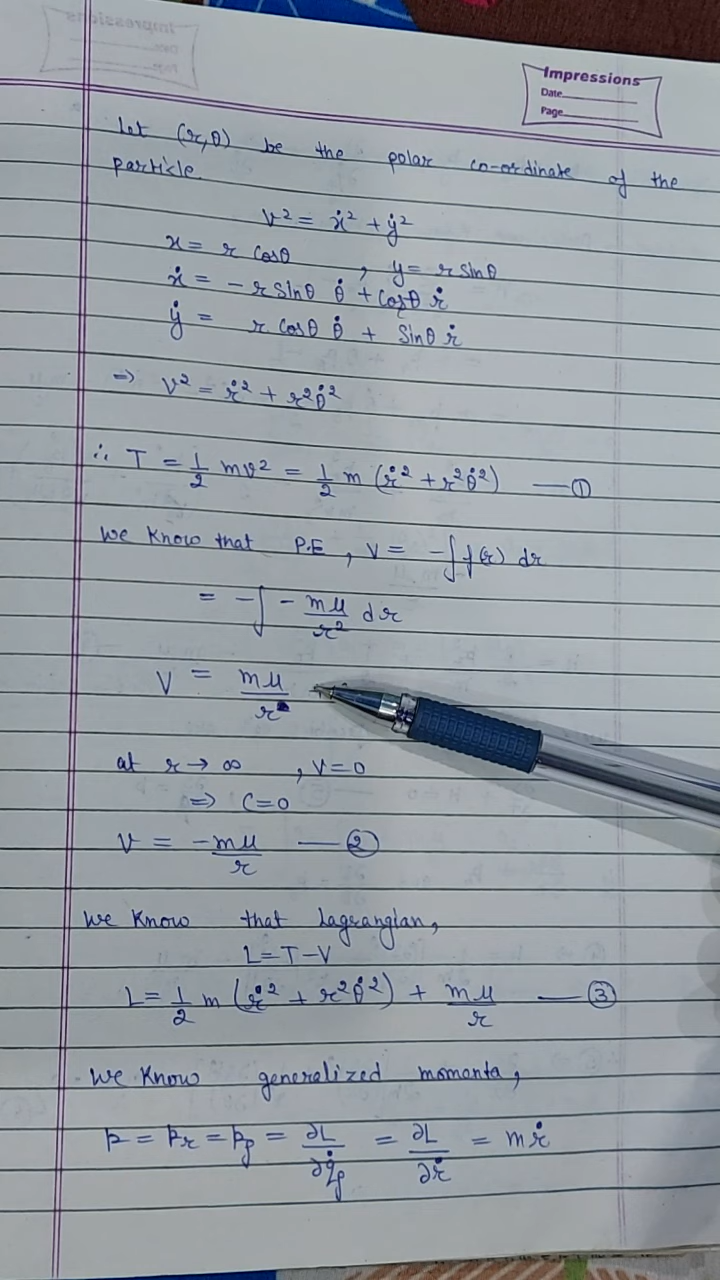 Impressions
Date
Page
Let (r,θ) be the polar co-ordinate of the
particle.
v² = ẋ² + ẏ²
x = r cosθ , y = r sinθ
ẋ = - r sinθ θ̇ + cosθ ṙ
ẏ = r cosθ θ̇ + sinθ ṙ
=> v² = ṙ² + r²θ̇²
∴ T = 1/2 mv² = 1/2 m (ṙ² + r²θ̇²) — ①
We know that P.E , V = -∫f(r) dr
= -∫ - mμ/r² dr
V = mμ/r
at r → ∞ , V=0
=> C=0
V = -mμ/r — ②
We know that Lagrangian,
L=T-V
L= 1/2 m (ṙ² + r²θ̇²) + mμ/r — ③
We know generalized momenta,
p = pr = pj = ∂L/∂q̇j = ∂L/∂ṙ = mṙ